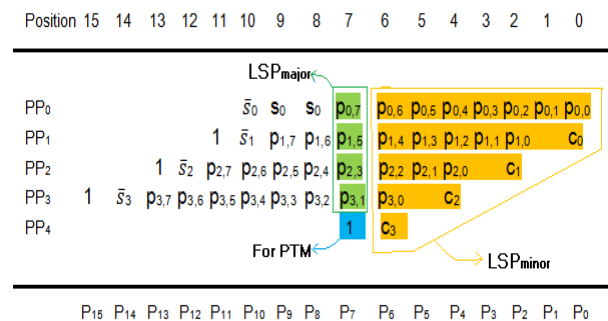 Position 15 14 13 12 11 10 9 8 7 6 5 4 3 2 1 0
LSPmajor
PP₀ s̄₀ s₀ s₀ p₀,₇ p₀,₆ p₀,₅ p₀,₄ p₀,₃ p₀,₂ p₀,₁ p₀,₀
PP₁ 1 s̄₁ p₁,₇ p₁,₆ p₁,₅ p₁,₄ p₁,₃ p₁,₂ p₁,₁ p₁,₀ c₀
PP₂ 1 s̄₂ p₂,₇ p₂,₆ p₂,₅ p₂,₄ p₂,₃ p₂,₂ p₂,₁ p₂,₀ c₁
PP₃ 1 s̄₃ p₃,₇ p₃,₆ p₃,₅ p₃,₄ p₃,₃ p₃,₂ p₃,₁ p₃,₀ c₂
PP₄ 1 c₃
For PTM
LSPminor
P₁₅ P₁₄ P₁₃ P₁₂ P₁₁ P₁₀ P₉ P₈ P₇ P₆ P₅ P₄ P₃ P₂ P₁ P₀